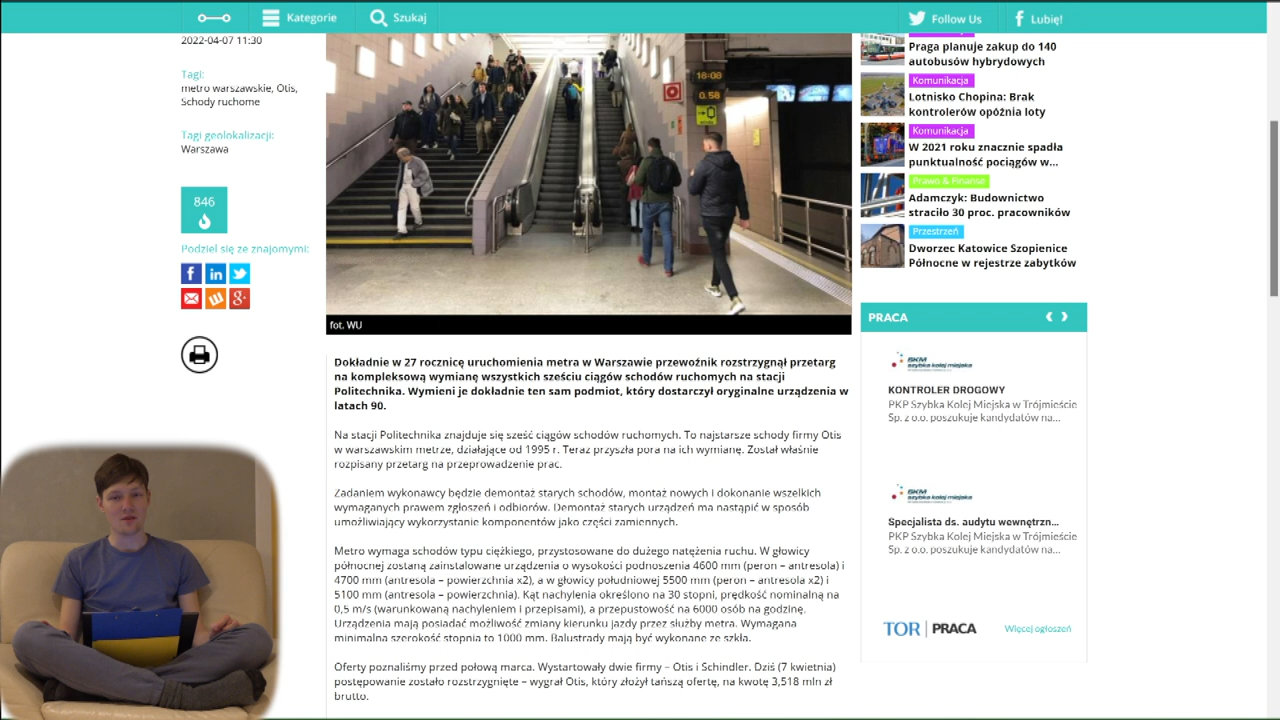 Kategorie
Szukaj
Follow Us
Lubię!
2022-04-07 11:30
Tagi:
metro warszawskie, Otis,
Schody ruchome
Tagi geolokalizacji:
Warszawa
846
Podziel się ze znajomymi:
16:08
0.58
fot. WU
Dokładnie w 27 rocznicę uruchomienia metra w Warszawie przewoźnik rozstrzygnął przetarg
na kompleksową wymianę wszystkich sześciu ciągów schodów ruchomych na stacji
Politechnika. Wymieni je dokładnie ten sam podmiot, który dostarczył oryginalne urządzenia w
latach 90.
Na stacji Politechnika znajduje się sześć ciągów schodów ruchomych. To najstarsze schody firmy Otis
w warszawskim metrze, działające od 1995 r. Teraz przyszła pora na ich wymianę. Został właśnie
rozpisany przetarg na przeprowadzenie prac.
Zadaniem wykonawcy będzie demontaż starych schodów, montaż nowych i dokonanie wszelkich
wymaganych prawem zgłoszeń i odbiorów. Demontaż starych urządzeń ma nastąpić w sposób
umożliwiający wykorzystanie komponentów jako części zamiennych.
Metro wymaga schodów typu ciężkiego, przystosowane do dużego natężenia ruchu. W głowicy
północnej zostaną zainstalowane urządzenia o wysokości podnoszenia 4600 mm (peron – antresola) i
4700 mm (antresola – powierzchnia x2), a w głowicy południowej 5500 mm (peron – antresola x2) i
5100 mm (antresola – powierzchnia). Kąt nachylenia określono na 30 stopni, prędkość nominalną na
0,5 m/s (warunkowaną nachyleniem i przepisami), a przepustowość na 6000 osób na godzinę.
Urządzenia mają posiadać możliwość zmiany kierunku jazdy przez służby metra. Wymagana
nominalna szerokość stopnia to 1000 mm. Balustrady mają być wykonane ze szkła.
Oferty poznaliśmy przed połową marca. Wystartowały dwie firmy – Otis i Schindler. Dziś (7 kwietnia)
postępowanie zostało rozstrzygnięte – wygrał Otis, który złożył tańszą ofertę, na kwotę 3,518 mln zł
brutto.
Praga planuje zakup do 140
autobusów hybrydowych
Komunikacja
Lotnisko Chopina: Brak
kontrolerów opóźnia loty
Komunikacja
W 2021 roku znacznie spadła
punktualność pociągów w...
Prawo & Finanse
Adamczyk: Budownictwo
straciło 30 proc. pracowników
Przestrzeń
Dworzec Katowice Szopienice
Północne w rejestrze zabytków
PRACA
SKM
szybka kolej miejska
KONTROLER DROGOWY
PKP Szybka Kolej Miejska w Trójmieście
Sp. z o.o. poszukuje kandydatów na...
SKM
szybka kolej miejska
Specjalista ds. audytu wewnętrzn...
PKP Szybka Kolej Miejska w Trójmieście
Sp. z o.o. poszukuje kandydatów na...
TOR | PRACA
Więcej ogłoszeń